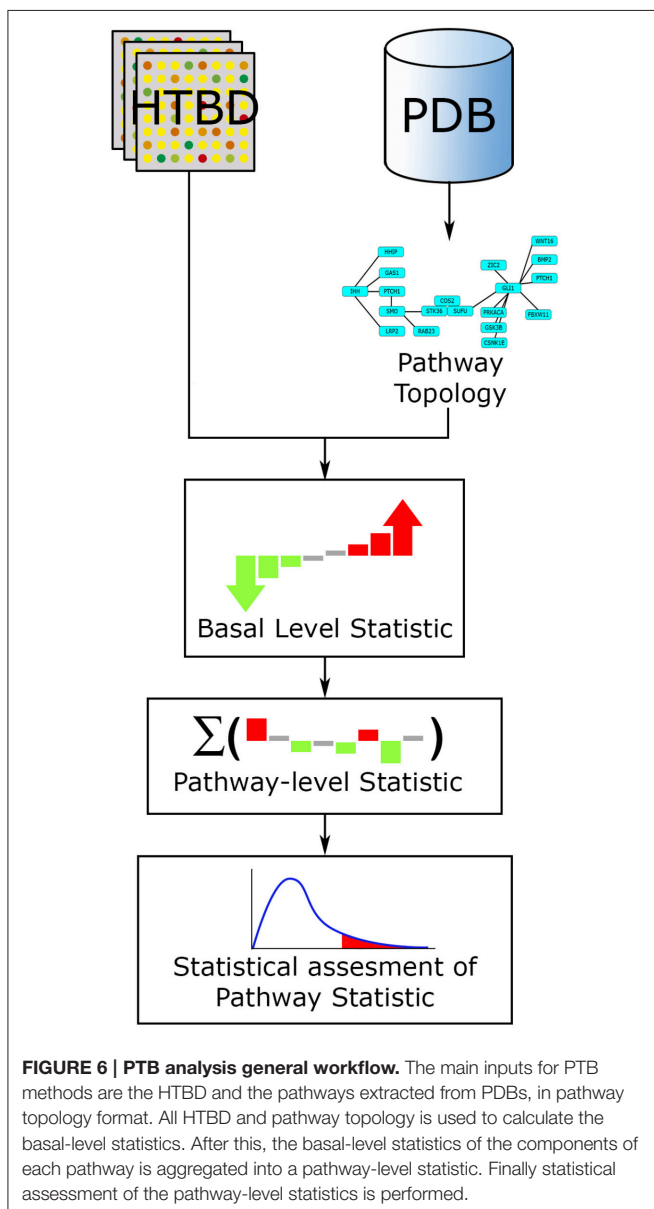 HTBD
PDB
HHIP
GAS1
IHH
PTCH1
SMO
LRP2
RAB23
COS2
STK36
SUFU
ZIC2
GLI1
WNT16
BMP2
PTCH1
FBXW11
PRKACA
GSK3B
CSNK1E
Pathway
Topology
Basal Level Statistic
Σ( )
Pathway-level Statistic
Statistical assesment of
Pathway Statistic
FIGURE 6 | PTB analysis general workflow. The main inputs for PTB
methods are the HTBD and the pathways extracted from PDBs, in pathway
topology format. All HTBD and pathway topology is used to calculate the
basal-level statistics. After this, the basal-level statistics of the components of
each pathway is aggregated into a pathway-level statistic. Finally statistical
assessment of the pathway-level statistics is performed.